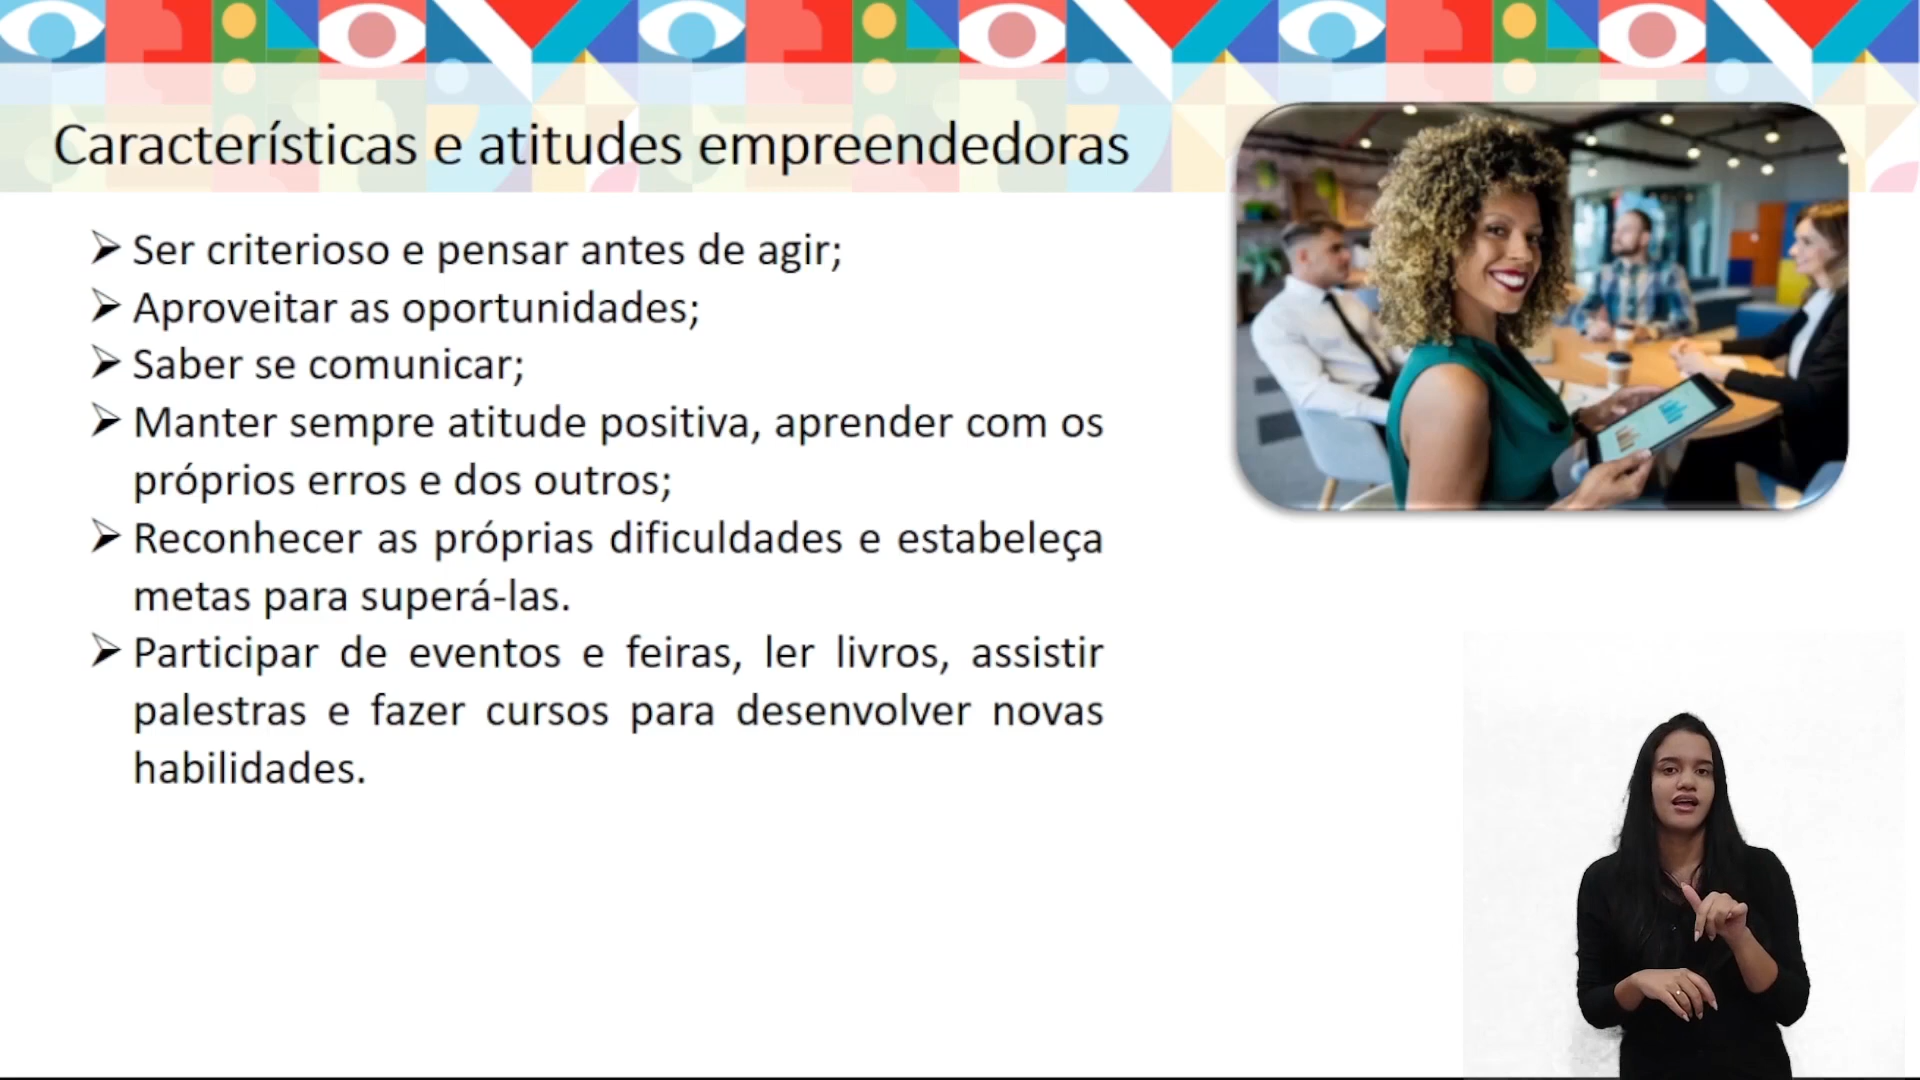 Características e atitudes empreendedoras
Ser criterioso e pensar antes de agir;
Aproveitar as oportunidades;
Saber se comunicar;
Manter sempre atitude positiva, aprender com os
próprios erros e dos outros;
Reconhecer as próprias dificuldades e estabeleça
metas para superá-las.
Participar de eventos e feiras, ler livros, assistir
palestras e fazer cursos para desenvolver novas
habilidades.